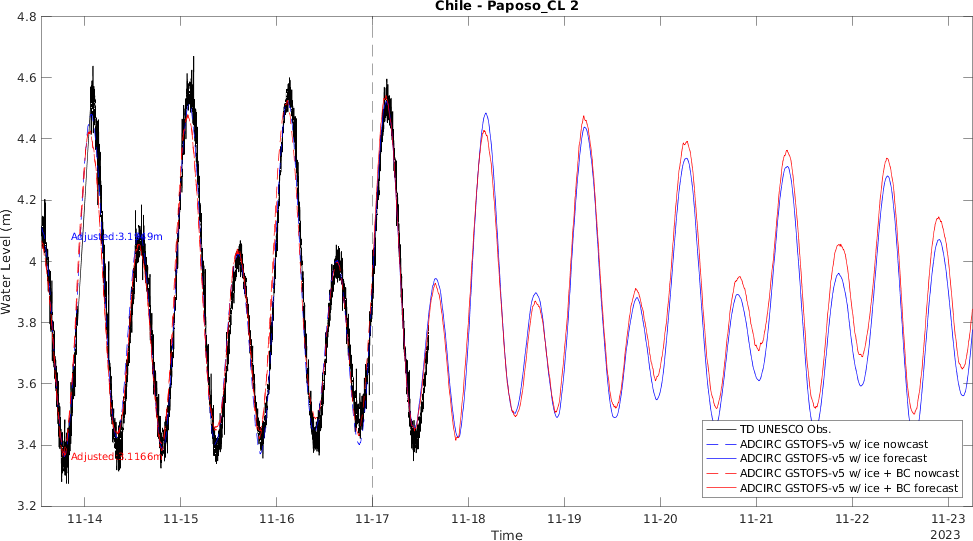 Chile - Paposo_CL 2
4.8
4.6
4.4
4.2
4
3.8
3.6
3.4
3.2
Water Level (m)
Adjusted:3.1
9m
Adjusted:3.1166m
TD UNESCO Obs.
ADCIRC GSTOFS-v5 w/ ice nowcast
ADCIRC GSTOFS-v5 w/ ice forecast
ADCIRC GSTOFS-v5 w/ ice + BC nowcast
ADCIRC GSTOFS-v5 w/ ice + BC forecast
11-14 11-15 11-16 11-17 11-18 11-19 11-20 11-21 11-22 11-23
Time
2023